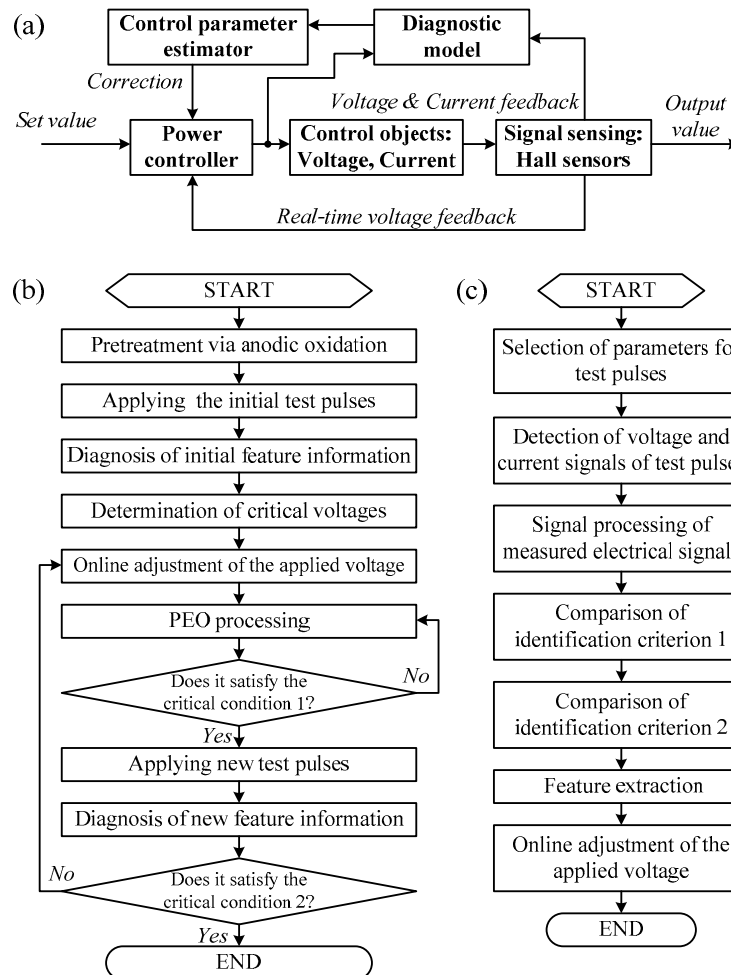 (a)
Control parameter
estimator
Diagnostic
model
Correction
Voltage & Current feedback
Output
value
Set value
Power
controller
Control objects:
Voltage, Current
Signal sensing:
Hall sensors
Real-time voltage feedback
(b)
START
Pretreatment via anodic oxidation
Applying the initial test pulses
Diagnosis of initial feature information
Determination of critical voltages
Online adjustment of the applied voltage
PEO processing
Does it satisfy the
critical condition 1?
No
Yes
Applying new test pulses
Diagnosis of new feature information
No
Does it satisfy the
critical condition 2?
Yes
END
(c)
START
Selection of parameters fo
test pulses
Detection of voltage and
current signals of test pulse
Signal processing of
measured electrical signal
Comparison of
identification criterion 1
Comparison of
identification criterion 2
Feature extraction
Online adjustment of the
applied voltage
END